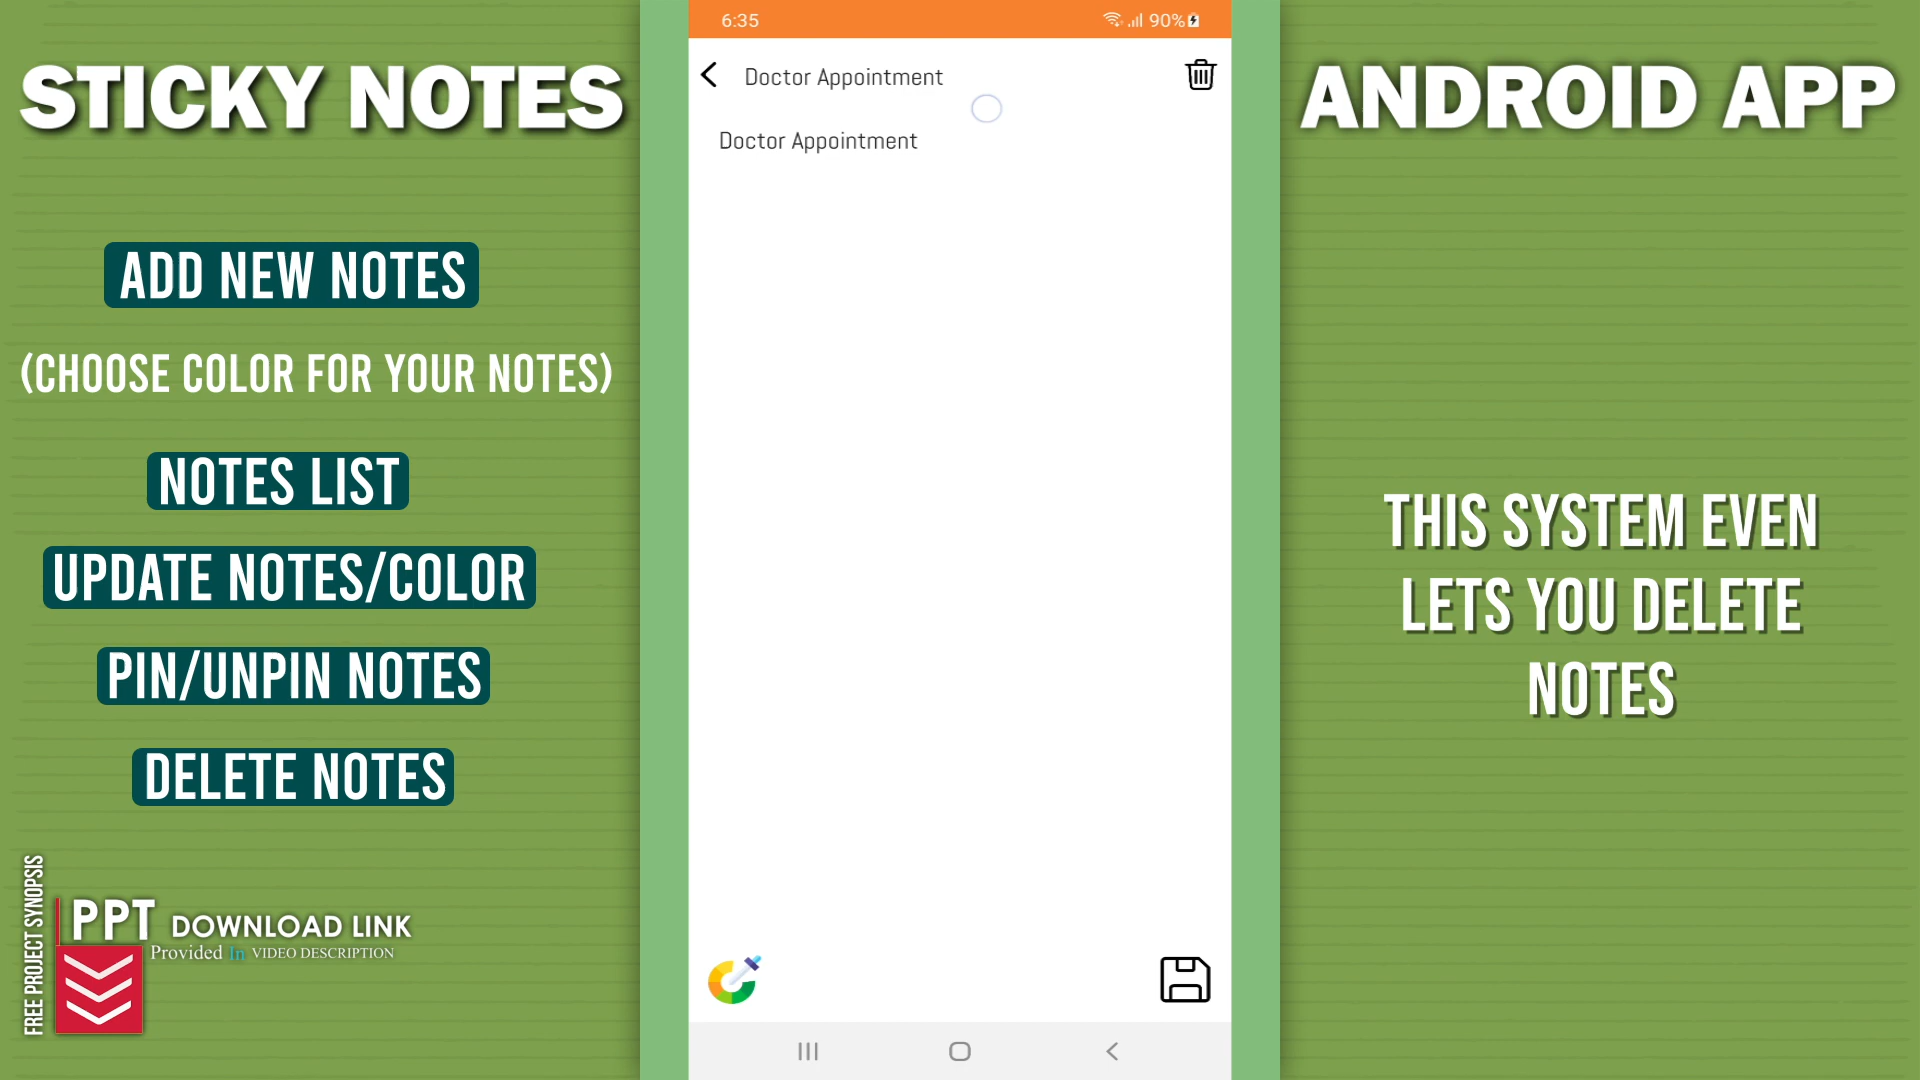 STICKY NOTES
ADD NEW NOTES
(CHOOSE COLOR FOR YOUR NOTES)
NOTES LIST
UPDATE NOTES/COLOR
PIN/UNPIN NOTES
DELETE NOTES
FREE PROJECT SYNOPSIS
PPT DOWNLOAD LINK
Provided In VIDEO DESCRIPTION
6:35
90%
Doctor Appointment
Doctor Appointment
ANDROID APP
THIS SYSTEM EVEN
LETS YOU DELETE
NOTES